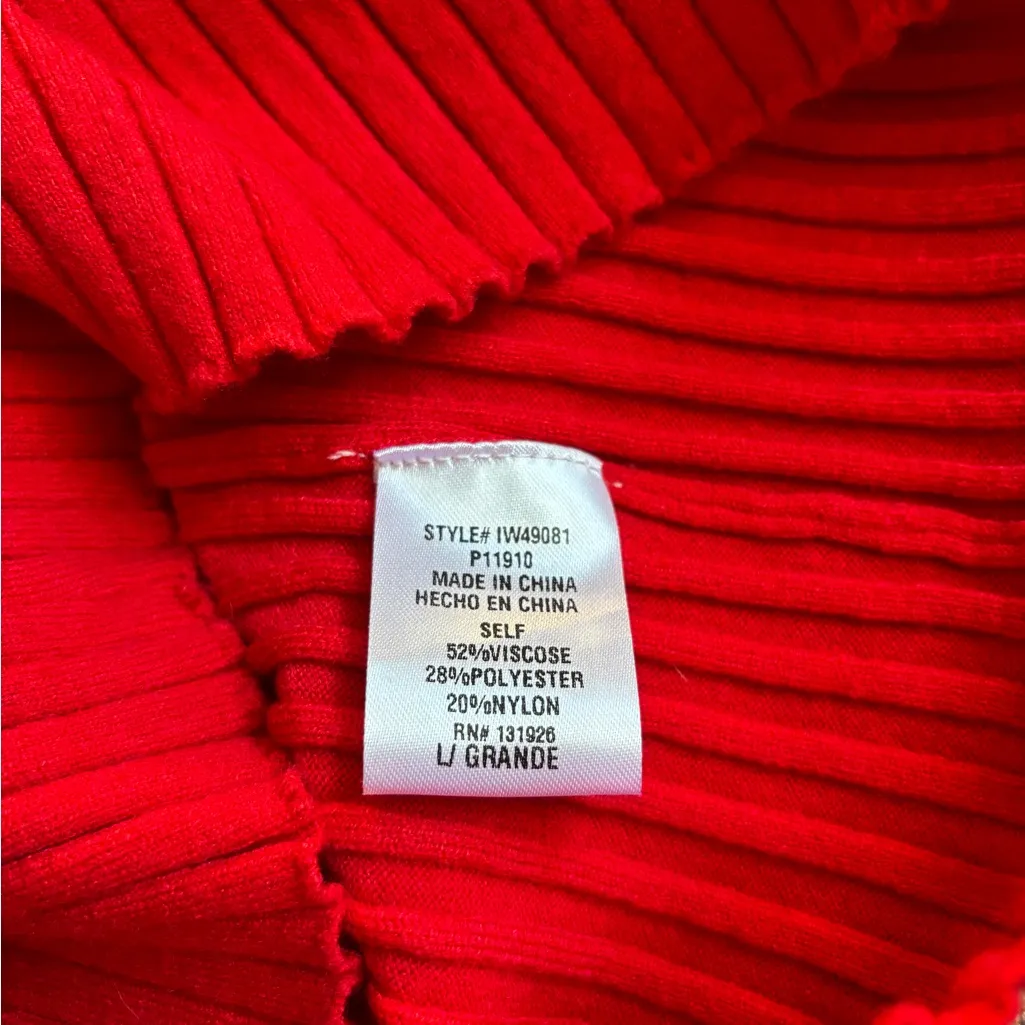 STYLE# IW49081
P11910
MADE IN CHINA
HECHO EN CHINA
SELF
52%VISCOSE
28%POLYESTER
20%NYLON
RN# 131926
L/ GRANDE